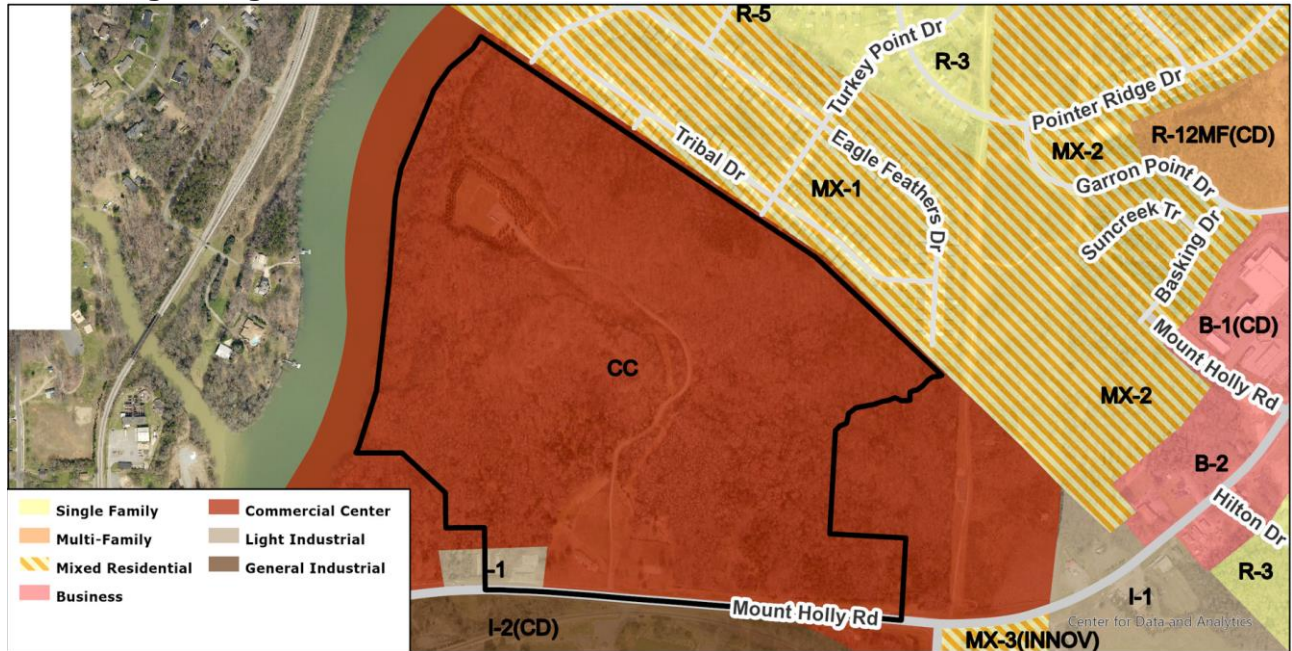 R-5
Turkey Point Dr
R-3
Pointer Ridge Dr
R-12MF(CD)
MX-2
Garron Point Dr
Tribal Dr
Eagle Feathers Dr
MX-1
Suncreek Tr
Basking Dr
B-1(CD)
Mount Holly Rd
CC
MX-2
B-2
Hilton Dr
R-3
Single Family
Multi-Family
Mixed Residential
Business
Commercial Center
Light Industrial
General Industrial
-1
Mount Holly Rd
I-2(CD)
I-1
Center for Data and Analytics
MX-3(INNOV)